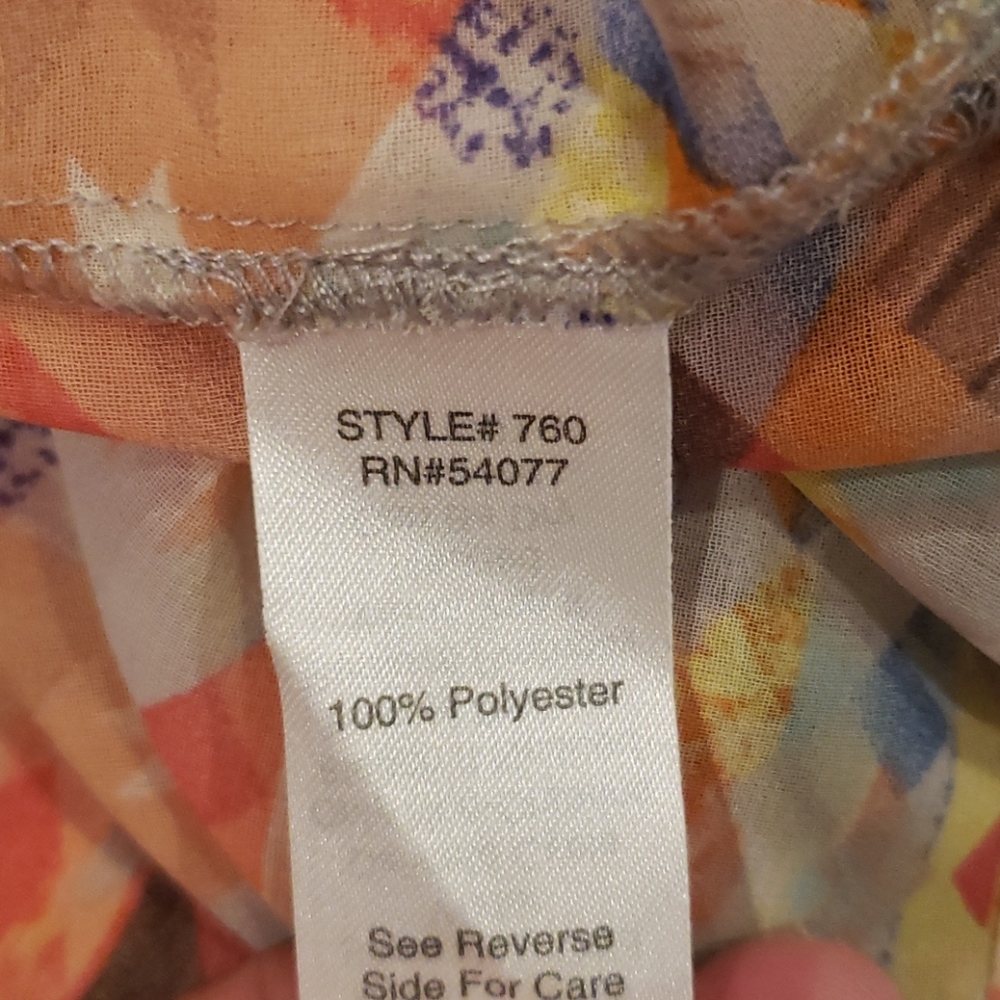 STYLE# 760
RN#54077
100% Polyester
See Reverse
Side For Care